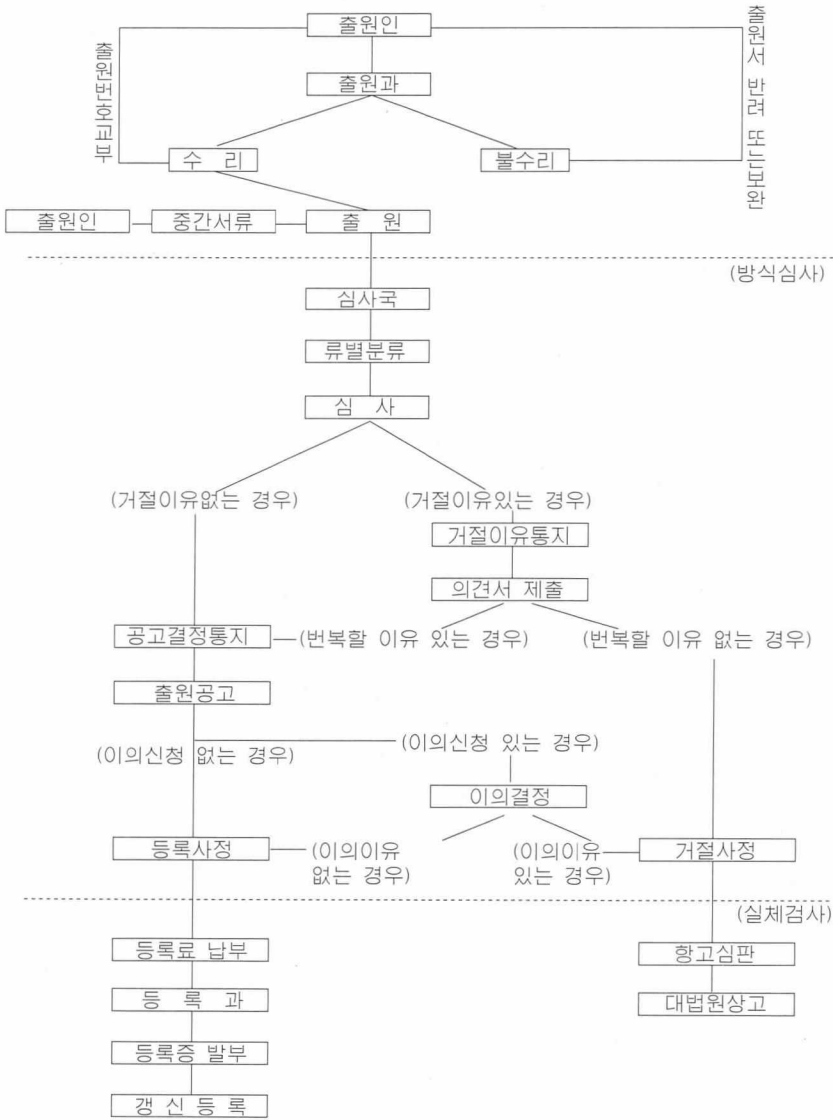 출원인
출원과
출원번호교부
출원서 반려 또는보완
수 리
불수리
출원인
중간서류
출 원
(방식심사)
심사국
류별분류
심 사
(거절이유없는 경우)
(거절이유있는 경우)
거절이유통지
의견서 제출
공고결정통지
(번복할 이유 있는 경우)
(번복할 이유 없는 경우)
출원공고
(이의신청 없는 경우)
(이의신청 있는 경우)
이의결정
등록사정
(이의이유
없는 경우)
(이의이유
있는 경우)
거절사정
(실체검사)
등록료 납부
항고심판
등 록 과
대법원상고
등록증 발부
갱 신 등 록